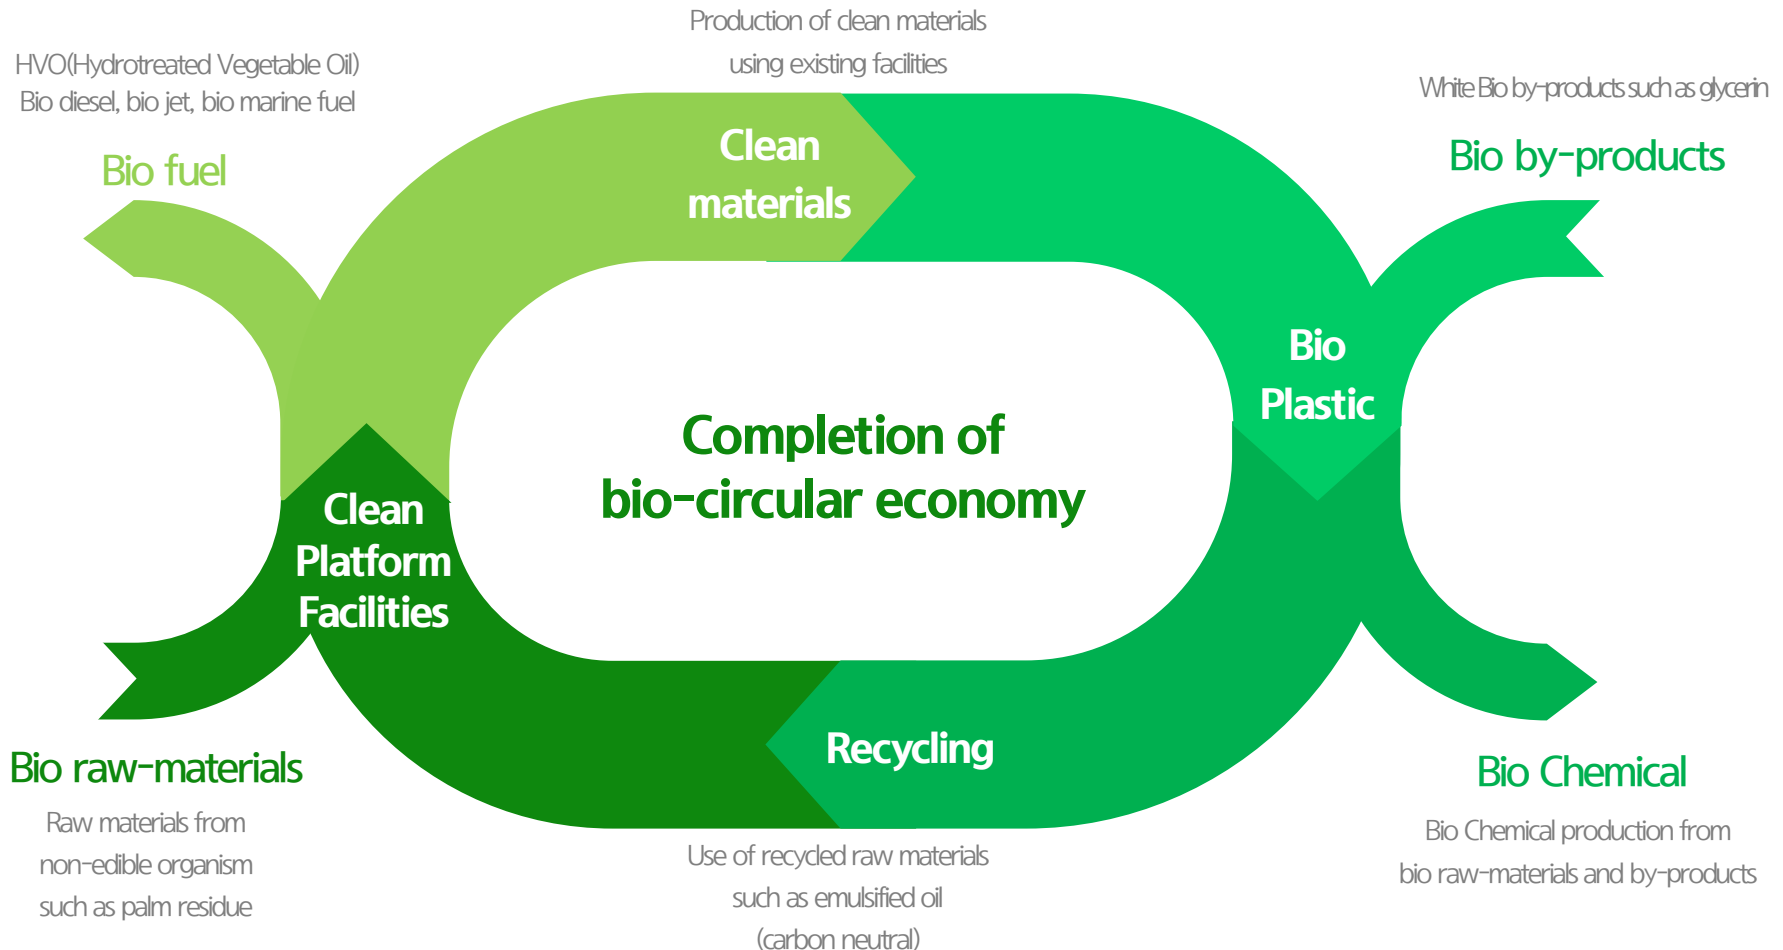 Production of clean materials
using existing facilities
HVO(Hydrotreated Vegetable Oil)
Bio diesel, bio jet, bio marine fuel
Bio fuel
White Bio by-products such as glycerin
Bio by-products
Clean
materials
Bio
Plastic
Completion of
bio-circular economy
Clean
Platform
Facilities
Recycling
Bio raw-materials
Raw materials from
non-edible organism
such as palm residue
Use of recycled raw materials
such as emulsified oil
(carbon neutral)
Bio Chemical
Bio Chemical production from
bio raw-materials and by-products